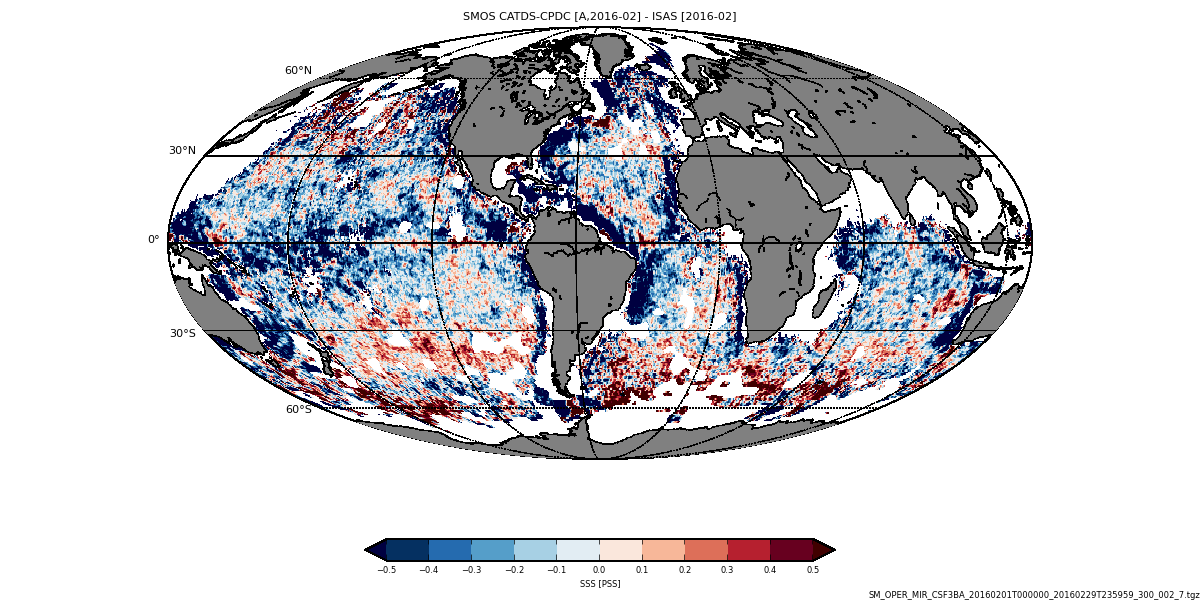 SMOS CATDS-CPDC [A,2016-02] - ISAS [2016-02]
60°N
30°N
0°
30°S
60°S
−0.5 −0.4 −0.3 −0.2 −0.1 0.0 0.1 0.2 0.3 0.4 0.5
SSS [PSS]
SM_OPER_MIR_CSF3BA_20160201T000000_20160229T235959_300_002_7.tgz